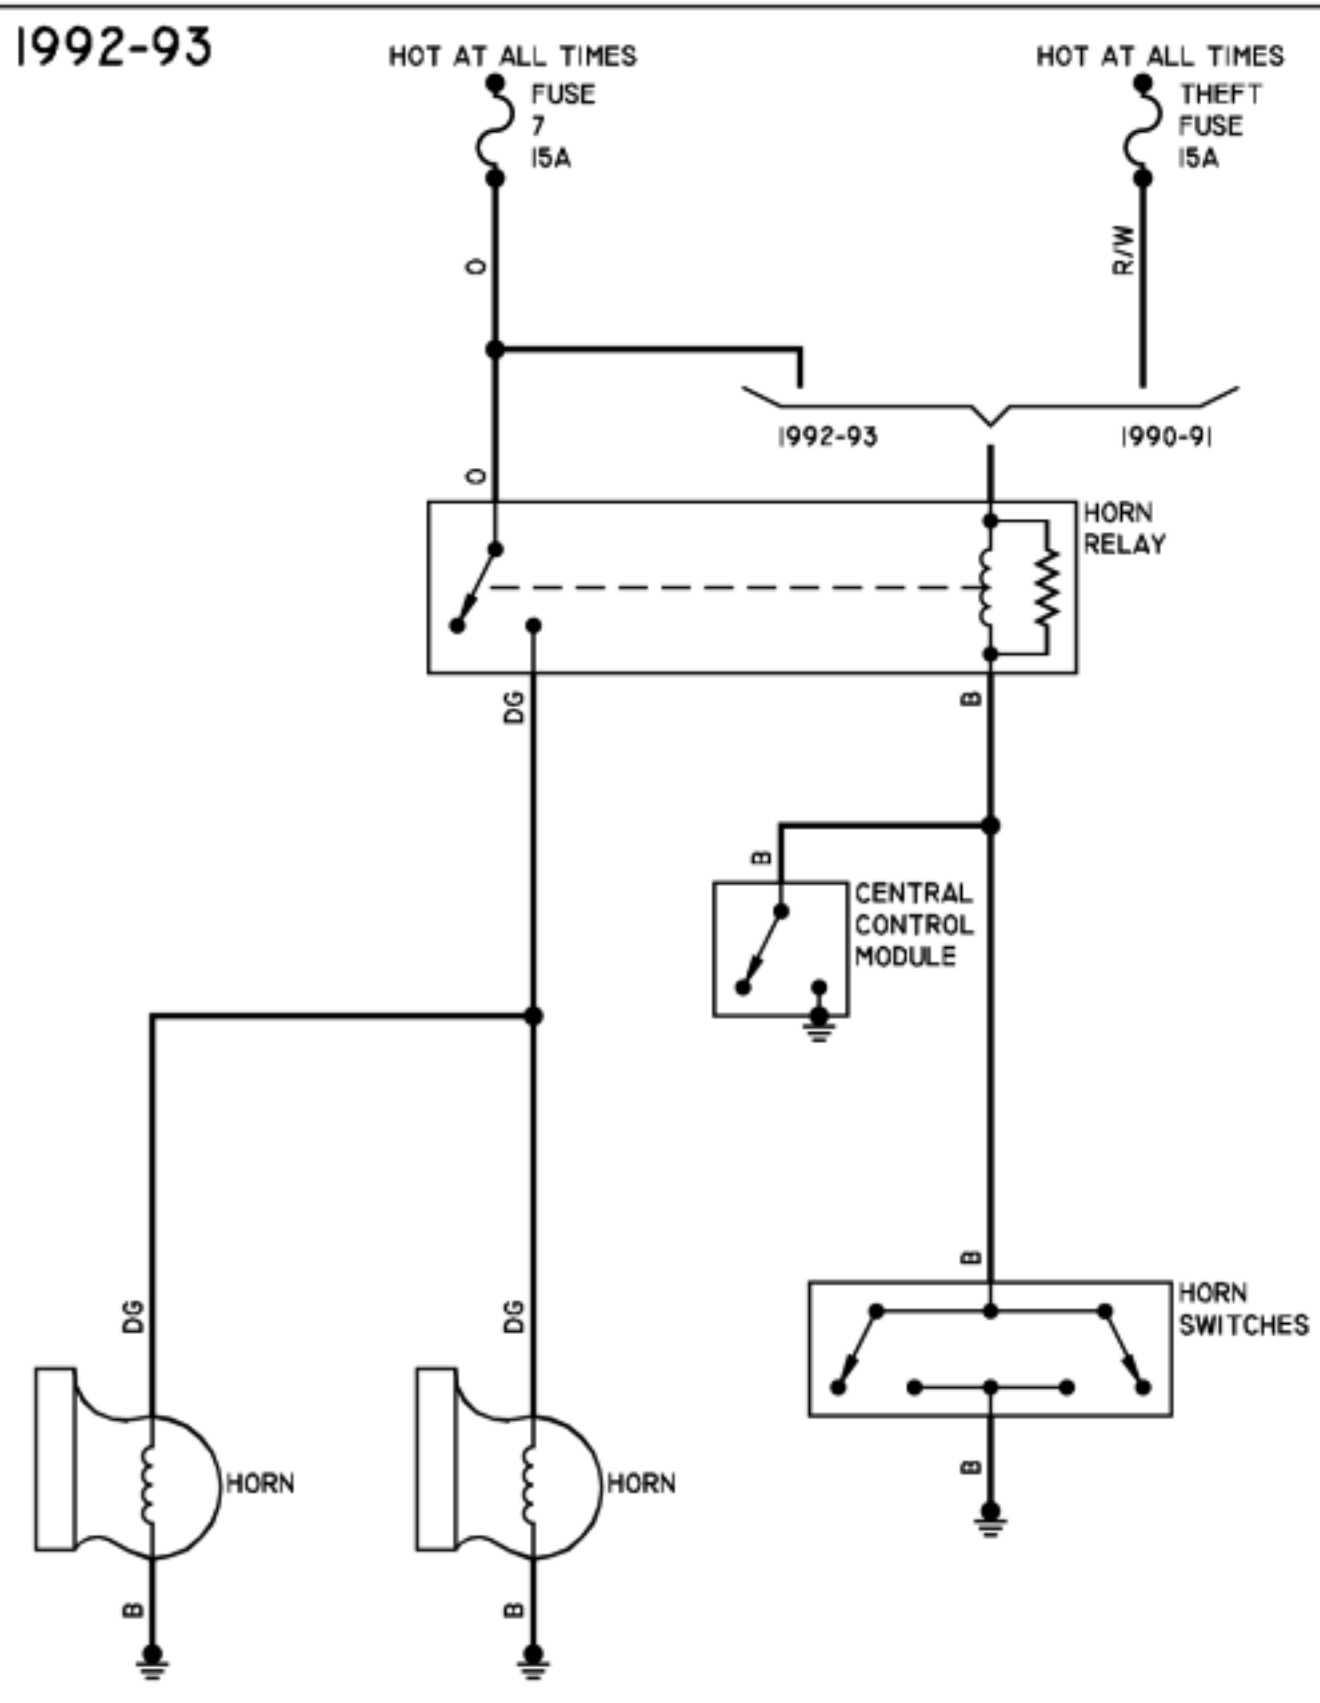 1992-93
HOT AT ALL TIMES
FUSE
7
15A
HOT AT ALL TIMES
THEFT
FUSE
15A
O
R/W
1992-93
1990-91
O
HORN
RELAY
DG
B
B
CENTRAL
CONTROL
MODULE
B
HORN
SWITCHES
DG
DG
HORN
HORN
B
B
B